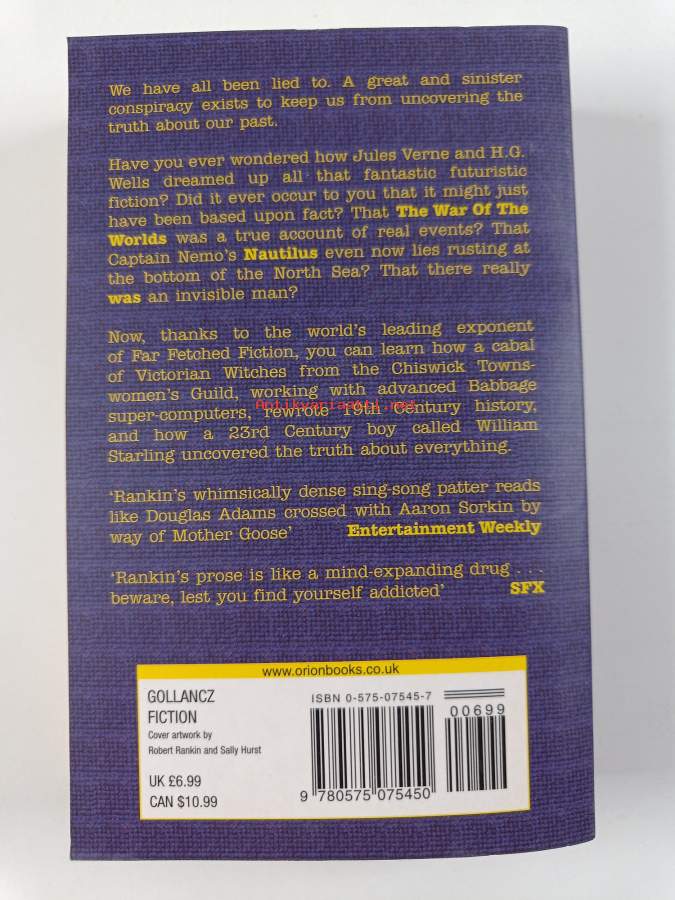 We have all been lied to. A great and sinister
conspiracy exists to keep us from uncovering the
truth about our past.
Have you ever wondered how Jules Verne and H.G.
Wells dreamed up all that fantastic futuristic
fiction? Did it ever occur to you that it might just
have been based upon fact? That The War Of The
Worlds was a true account of real events? That
Captain Nemo's Nautilus even now lies rusting at
the bottom of the North Sea? That there really
was an invisible man?
Now, thanks to the world's leading exponent
of Far Fetched Fiction, you can learn how a cabal
of Victorian Witches from the Chiswick Towns-
women's Guild, working with advanced Babbage
super-computers, rewrote 19th century history,
Antikvariaatti.net
and how a 23rd Century boy called William
Starling uncovered the truth about everything.
'Rankin's whimsically dense sing-song patter reads
like Douglas Adams crossed with Aaron Sorkin by
way of Mother Goose' Entertainment Weekly
'Rankin's prose is like a mind-expanding drug . . .
beware, lest you find yourself addicted' SFX
www.orionbooks.co.uk
GOLLANCZ
FICTION
Cover artwork by
Robert Rankin and Sally Hurst
UK £6.99
CAN $10.99
ISBN 0-575-07545-7
00699
9 780575 075450